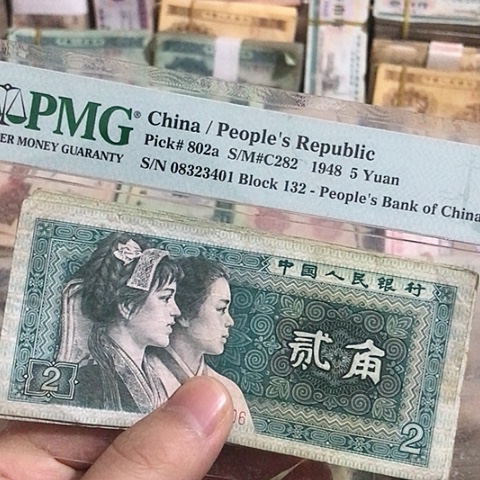 PMG®
ER MONEY GUARANTY
China / People's Republic
Pick# 802a S/M#C282 1948 5 Yuan
S/N 08323401 Block 132 - People's Bank of China
中国人民银行
贰角
2
2